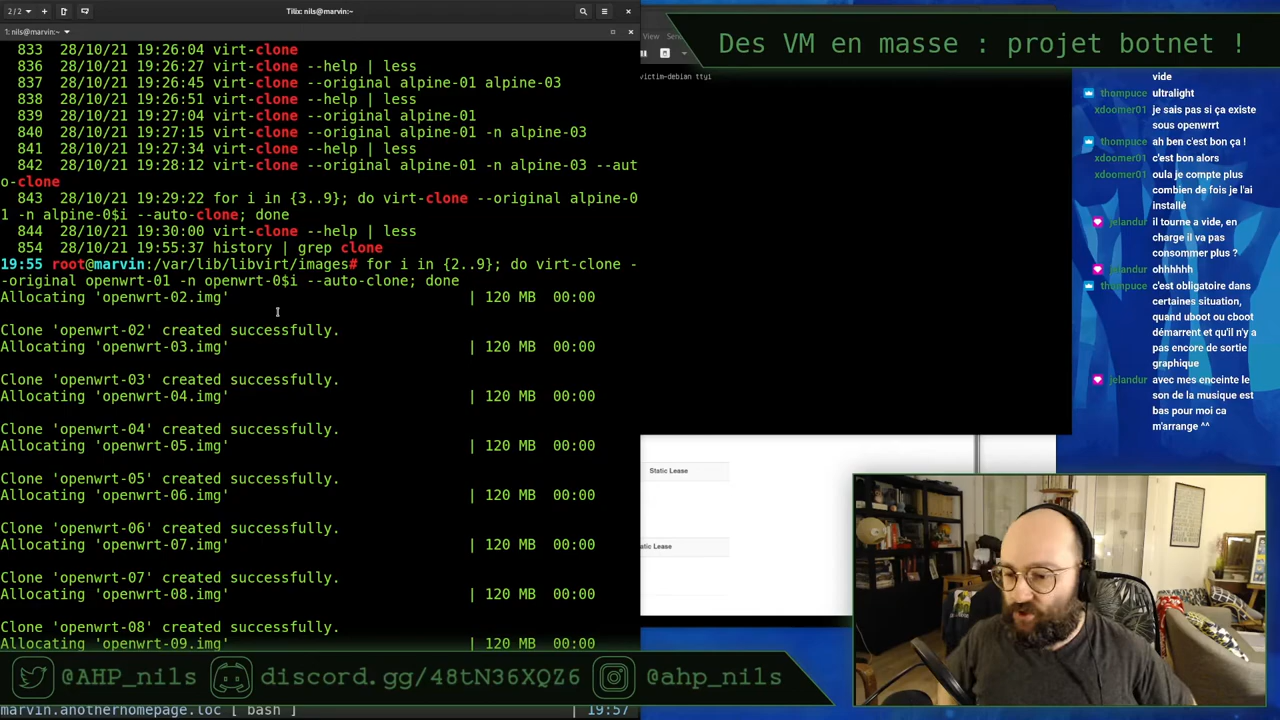 2 / 2
Tilix: nils@marvin:~
1: nils@marvin:~
833  28/10/21 19:26:04 virt-clone
836  28/10/21 19:26:27 virt-clone --help | less
837  28/10/21 19:26:45 virt-clone --original alpine-01 alpine-03
838  28/10/21 19:26:51 virt-clone --help | less
839  28/10/21 19:27:04 virt-clone --original alpine-01
840  28/10/21 19:27:15 virt-clone --original alpine-01 -n alpine-03
841  28/10/21 19:27:34 virt-clone --help | less
842  28/10/21 19:28:12 virt-clone --original alpine-01 -n alpine-03 --aut
o-clone
843  28/10/21 19:29:22 for i in {3..9}; do virt-clone --original alpine-0
1 -n alpine-0$i --auto-clone; done
844  28/10/21 19:30:00 virt-clone --help | less
854  28/10/21 19:55:37 history | grep clone
19:55 root@marvin:/var/lib/libvirt/images# for i in {2..9}; do virt-clone -
-original openwrt-01 -n openwrt-0$i --auto-clone; done
Allocating 'openwrt-02.img' | 120 MB 00:00
Clone 'openwrt-02' created successfully.
Allocating 'openwrt-03.img' | 120 MB 00:00
Clone 'openwrt-03' created successfully.
Allocating 'openwrt-04.img' | 120 MB 00:00
Clone 'openwrt-04' created successfully.
Allocating 'openwrt-05.img' | 120 MB 00:00
Clone 'openwrt-05' created successfully.
Allocating 'openwrt-06.img' | 120 MB 00:00
Clone 'openwrt-06' created successfully.
Allocating 'openwrt-07.img' | 120 MB 00:00
Clone 'openwrt-07' created successfully.
Allocating 'openwrt-08.img' | 120 MB 00:00
Clone 'openwrt-08' created successfully.
Allocating 'openwrt-09.img' | 120 MB 00:00
marvin.anotherhomepage.loc [ bash ] | 19:57
View
Des VM en masse : projet botnet !
Static Lease
vide
thompuce ultralight
xdoomer01 je sais pas si ça existe
sous openwrrt
thompuce ah ben c'est bon ça !
xdoomer01 c'est bon alors
xdoomer01 oula je compte plus
combien de fois je l'ai
installé
jelandur il tourne a vide, en
charge il va pas
consommer plus ?
jelandur ohhhhhh
thompuce c'est obligatoire dans
certaines situation,
quand uboot ou cboot
démarrent et qu'il n'y a
pas encore de sortie
graphique
jelandur avec mes enceinte le
son de la musique est
bas pour moi ca
m'arrange ^^
@AHP_nils
discord.gg/48tN36XQZ6
@ahp_nils